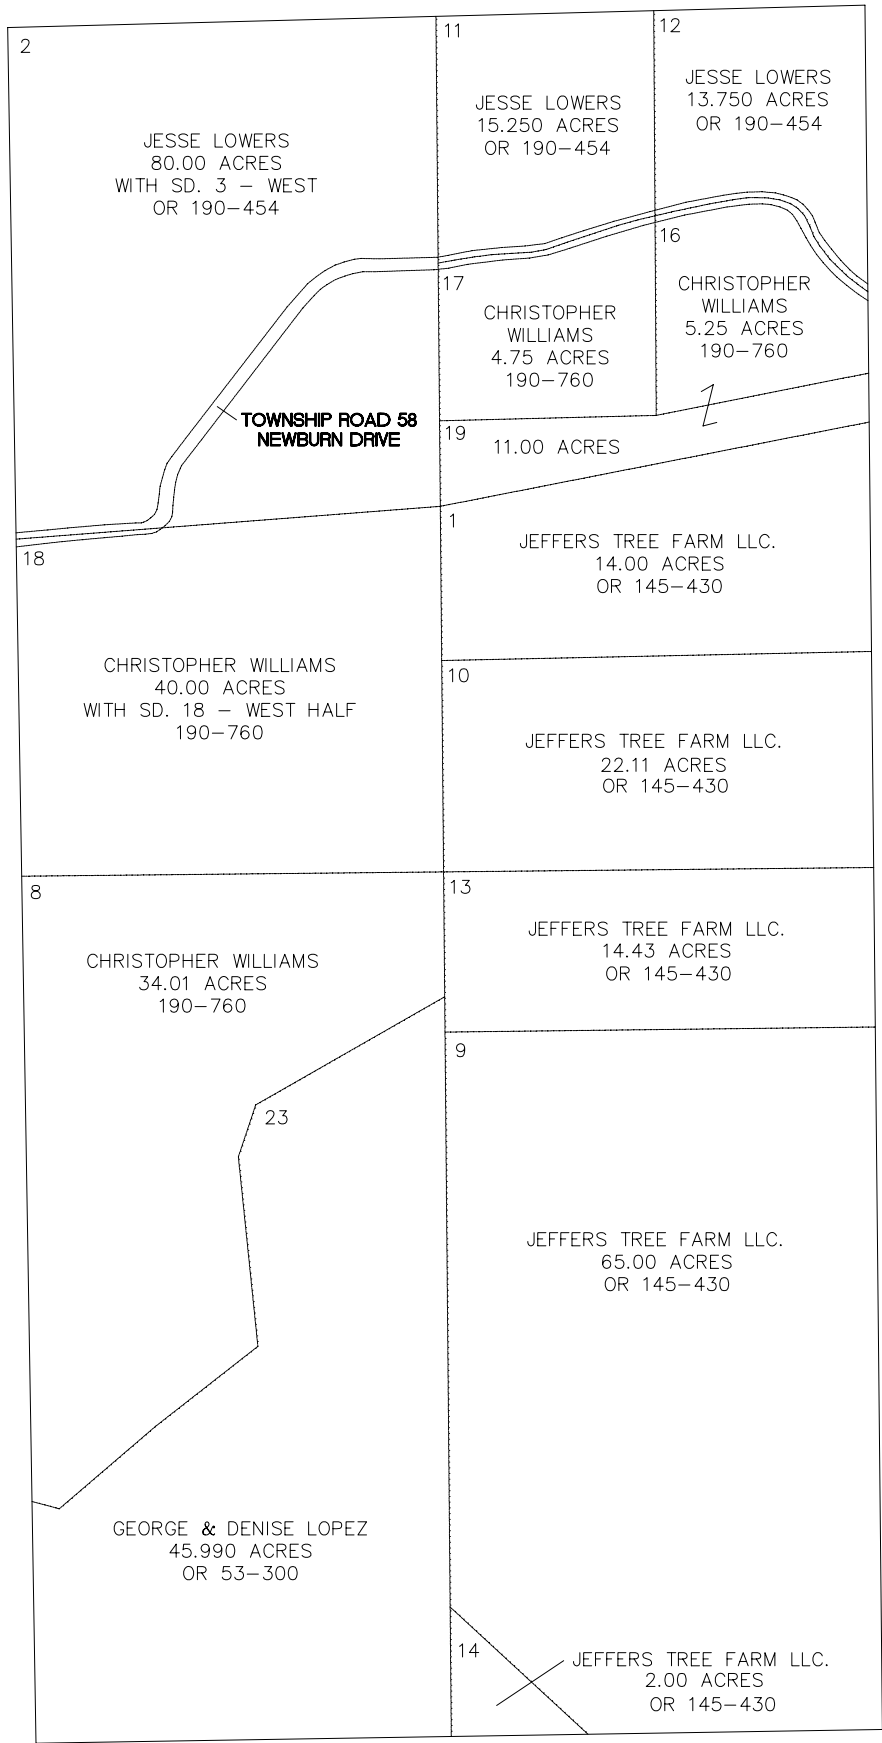 2
JESSE LOWERS
80.00 ACRES
WITH SD. 3 - WEST
OR 190-454
11
JESSE LOWERS
15.250 ACRES
OR 190-454
12
JESSE LOWERS
13.750 ACRES
OR 190-454
17
CHRISTOPHER
WILLIAMS
4.75 ACRES
190-760
16
CHRISTOPHER
WILLIAMS
5.25 ACRES
190-760
TOWNSHIP ROAD 58
NEWBURN DRIVE
19
11.00 ACRES
1
JEFFERS TREE FARM LLC.
14.00 ACRES
OR 145-430
18
CHRISTOPHER WILLIAMS
40.00 ACRES
WITH SD. 18 - WEST HALF
190-760
10
JEFFERS TREE FARM LLC.
22.11 ACRES
OR 145-430
8
CHRISTOPHER WILLIAMS
34.01 ACRES
190-760
13
JEFFERS TREE FARM LLC.
14.43 ACRES
OR 145-430
9
JEFFERS TREE FARM LLC.
65.00 ACRES
OR 145-430
23
GEORGE & DENISE LOPEZ
45.990 ACRES
OR 53-300
14
JEFFERS TREE FARM LLC.
2.00 ACRES
OR 145-430